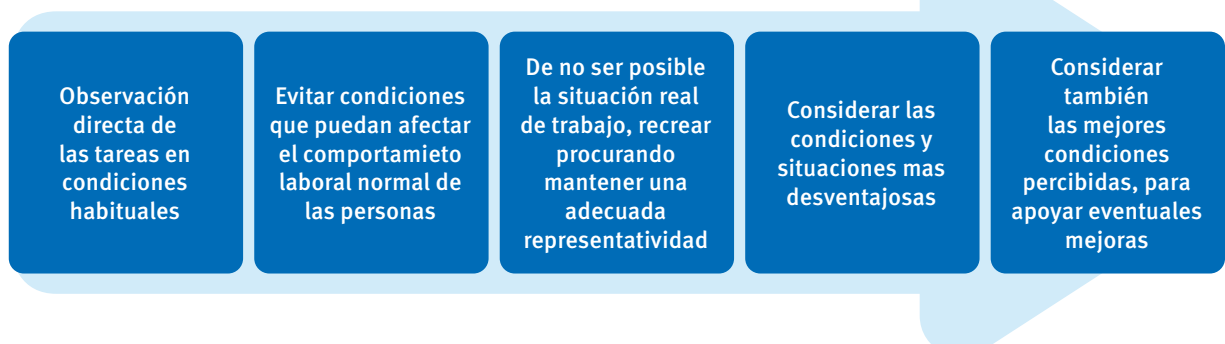 Observación
directa de
las tareas en
condiciones
habituales
Evitar condiciones
que puedan afectar
el comportamieto
laboral normal de
las personas
De no ser posible
la situación real
de trabajo, recrear
procurando
mantener una
adecuada
representatividad
Considerar las
condiciones y
situaciones mas
desventajosas
Considerar
también
las mejores
condiciones
percibidas, para
apoyar eventuales
mejoras